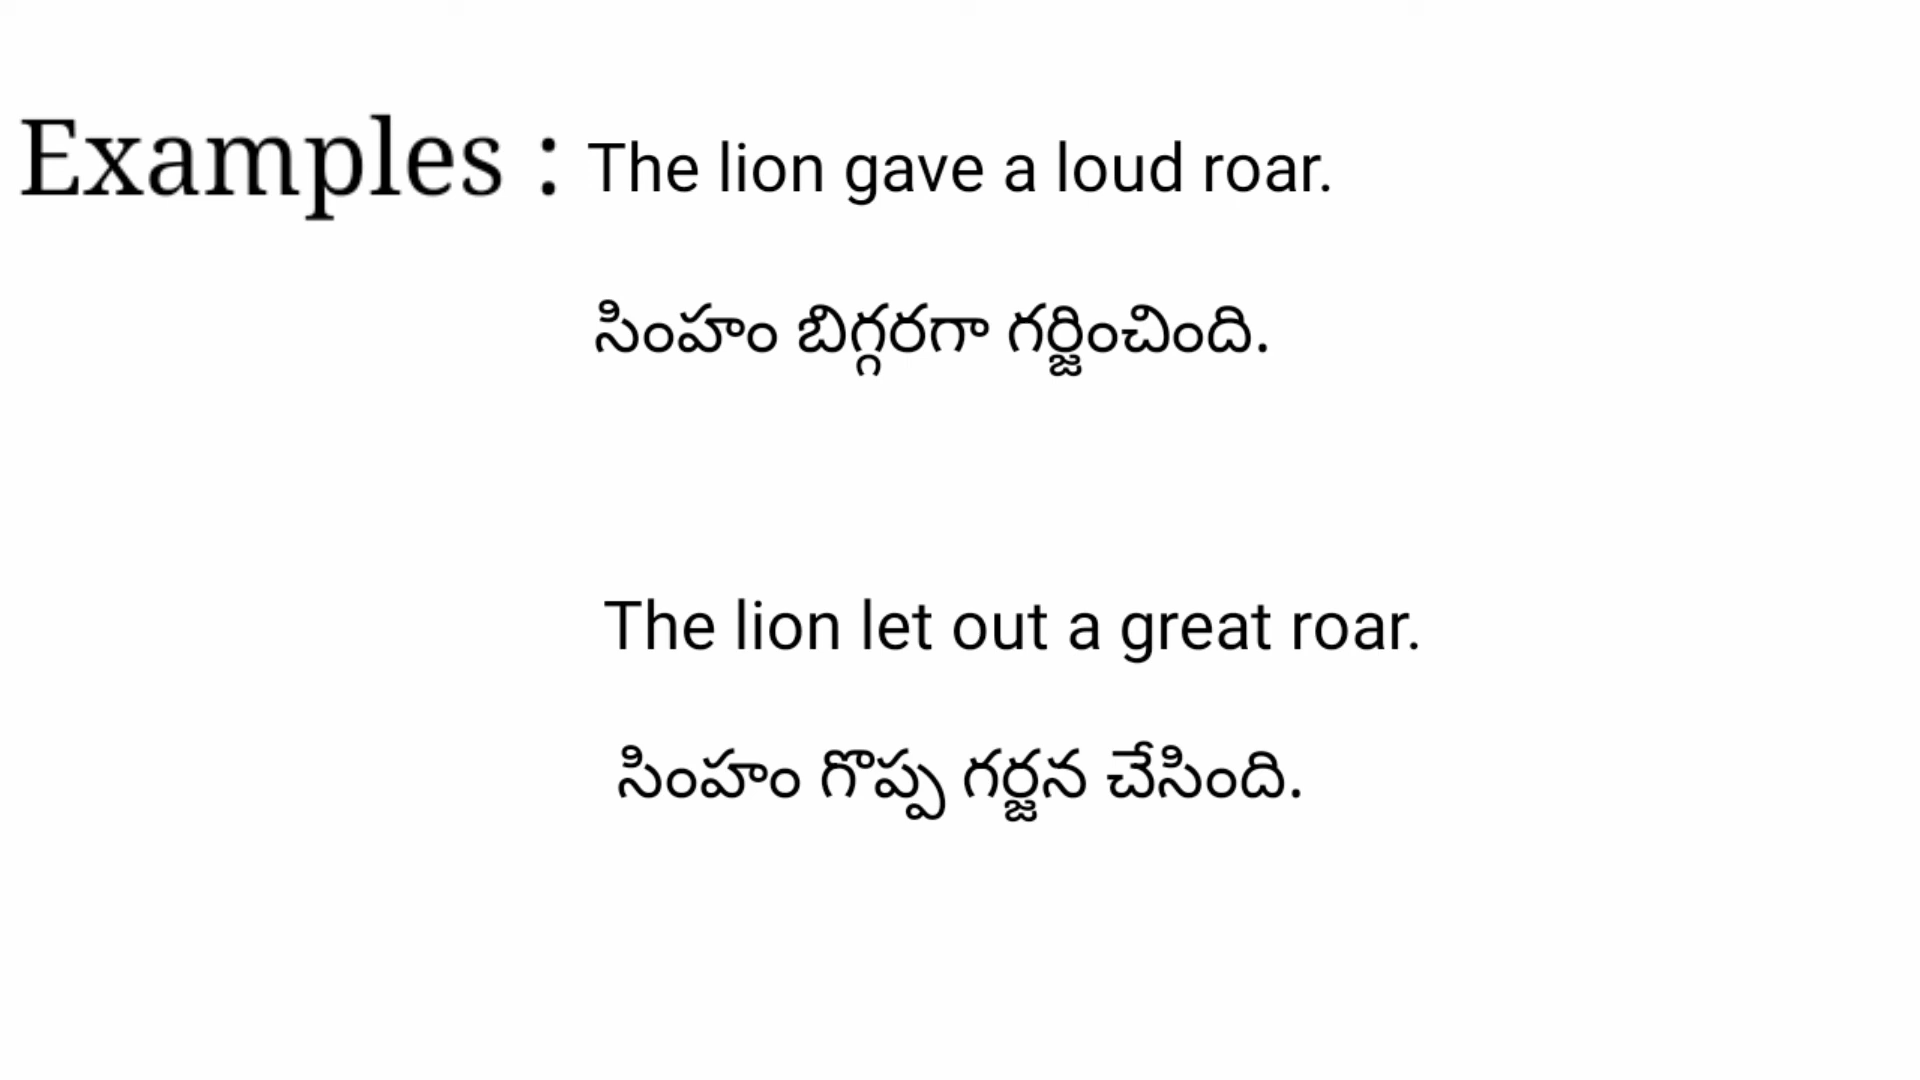 Examples : The lion gave a loud roar.
సింహం బిగ్గరగా గర్జించింది.
The lion let out a great roar.
సింహం గొప్ప గర్జన చేసింది.